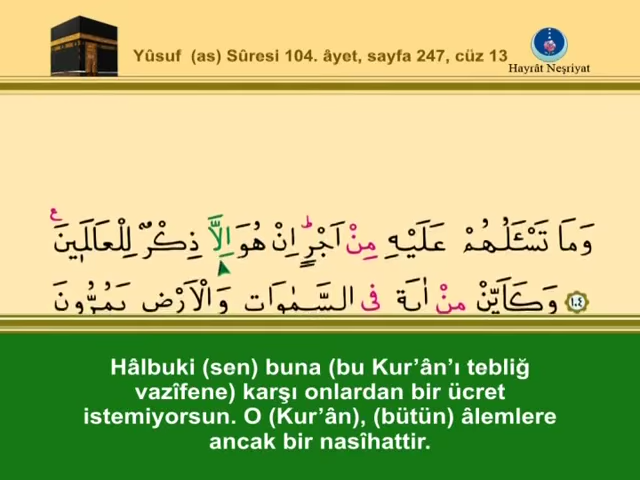 Yûsuf (as) Sûresi 104. âyet, sayfa 247, cüz 13
Hayrât Neşriyat
وَمَا تَسْـَٔلُهُمْ عَلَيْهِ مِنْ اَجْرٍۜ اِنْ هُوَ اِلَّا ذِكْرٌ لِلْعَالَمٖينَ ع
١٠٤ وَكَاَيِّنْ مِنْ اٰيَةٍ فِي السَّمٰوَاتِ وَالْاَرْضِ يَمُرُّونَ
Hâlbuki (sen) buna (bu Kur’ân’ı tebliğ
vazîfene) karşı onlardan bir ücret
istemiyorsun. O (Kur’ân), (bütün) âlemlere
ancak bir nasîhattir.